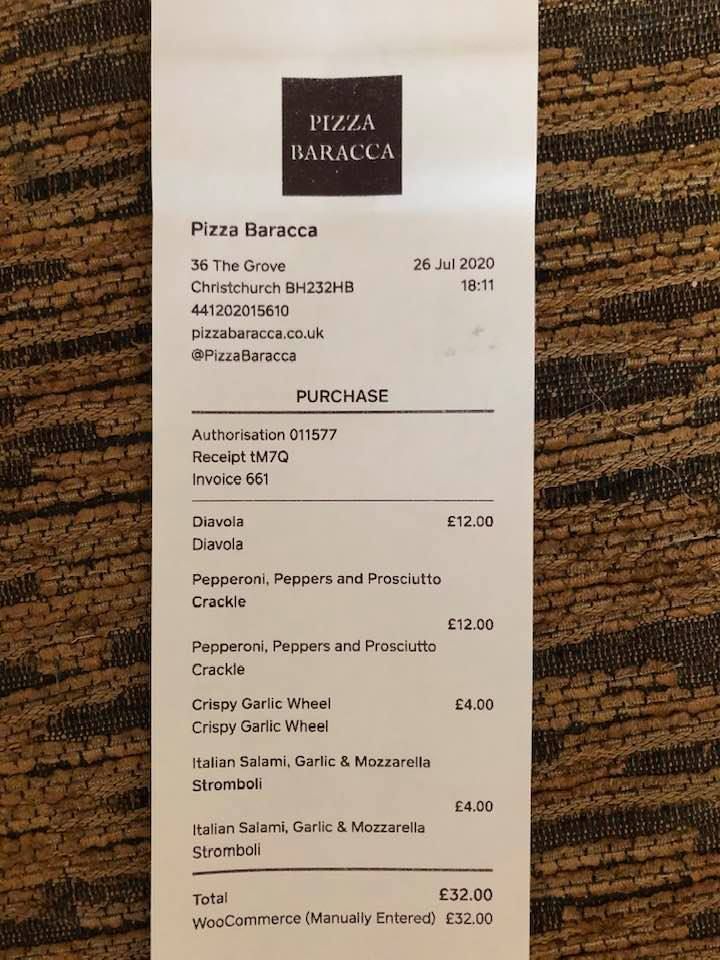 PIZZA
BARACCA
Pizza Baracca
36 The Grove 26 Jul 2020
Christchurch BH232HB 18:11
441202015610
pizzabaracca.co.uk
@PizzaBaracca
PURCHASE
Authorisation 011577
Receipt tM7Q
Invoice 661
Diavola £12.00
Diavola
Pepperoni, Peppers and Prosciutto
Crackle
£12.00
Pepperoni, Peppers and Prosciutto
Crackle
Crispy Garlic Wheel £4.00
Crispy Garlic Wheel
Italian Salami, Garlic & Mozzarella
Stromboli
£4.00
Italian Salami, Garlic & Mozzarella
Stromboli
Total £32.00
WooCommerce (Manually Entered) £32.00